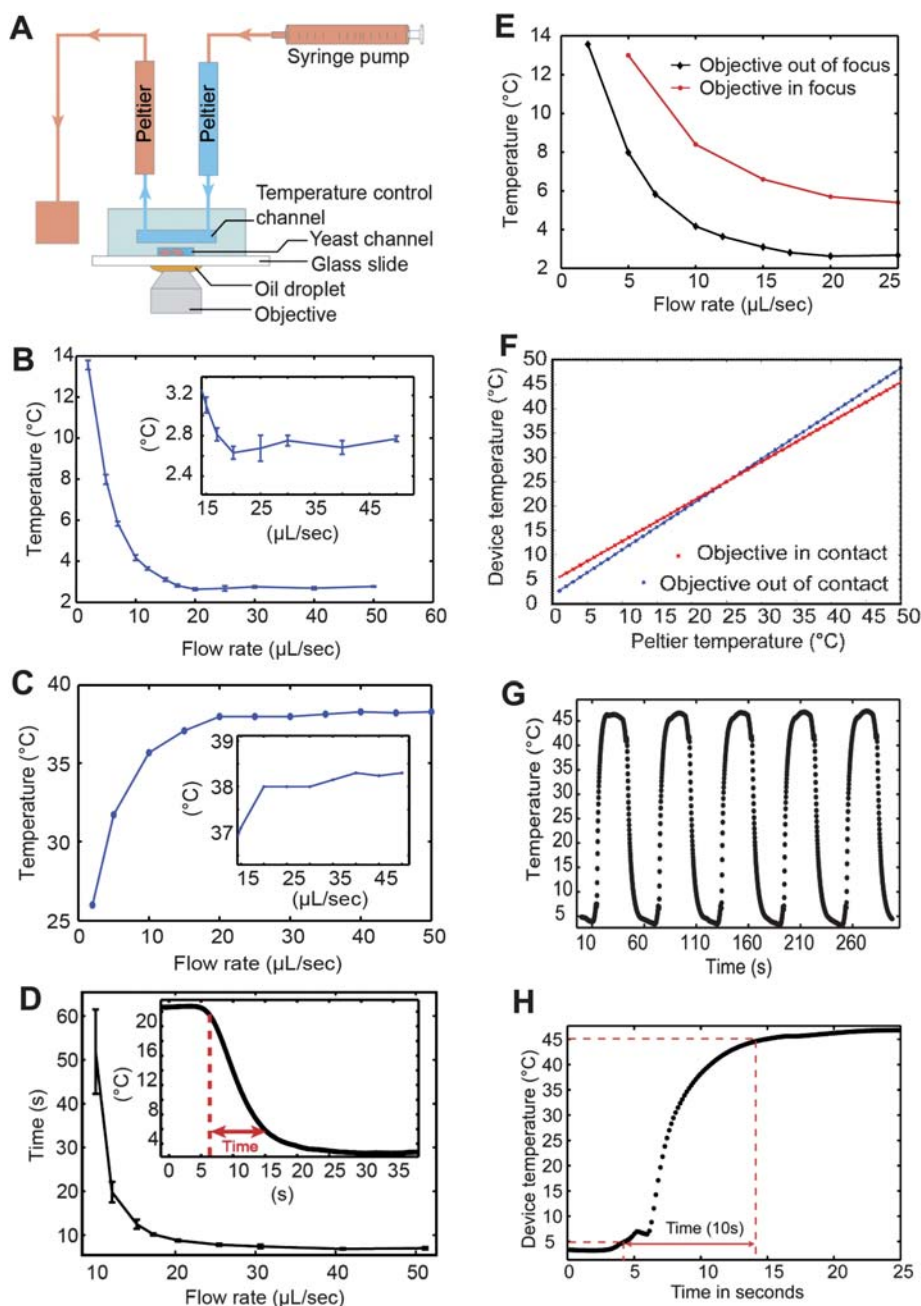 A
Syringe pump
Peltier
Peltier
Temperature control
channel
Yeast channel
Glass slide
Oil droplet
Objective
B
Temperature (°C)
14
12
10
8
6
4
2
0 10 20 30 40 50 60
Flow rate (µL/sec)
(°C)
3.2
2.8
2.4
15 25 35 45
(µL/sec)
C
Temperature (°C)
40
35
30
25
0 10 20 30 40 50
Flow rate (µL/sec)
(°C)
39
38
37
15 25 35 45
(µL/sec)
D
Time (s)
60
50
40
30
20
10
10 20 30 40 50
Flow rate (µL/sec)
(°C)
20
16
12
8
4
0 5 10 15 20 25 30 35
(s)
Time
E
Temperature (°C)
14
12
10
8
6
4
2
0 5 10 15 20 25
Flow rate (µL/sec)
Objective out of focus
Objective in focus
F
Device temperature (°C)
50
45
40
35
30
25
20
15
10
5
0
0 5 10 15 20 25 30 35 40 45 50
Peltier temperature (°C)
Objective in contact
Objective out of contact
G
Temperature (°C)
45
40
35
30
25
20
15
10
5
10 60 110 160 210 260
Time (s)
H
Device temperature (°C)
45
35
25
15
5
0 5 10 15 20 25
Time in seconds
Time (10s)